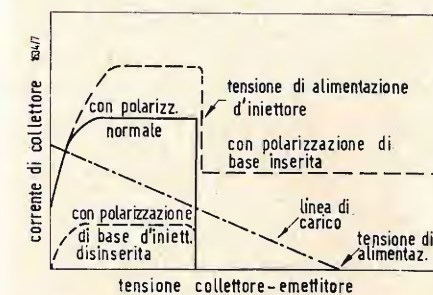 1634/7
corrente di collettore
con polarizz.
normale
tensione di alimentazione
d'iniettore
con polarizzazione di
base inserita
con polarizzazione
di base d'iniett.
disinserita
linea di
carico
tensione di
alimentaz.
tensione collettore-emettitore